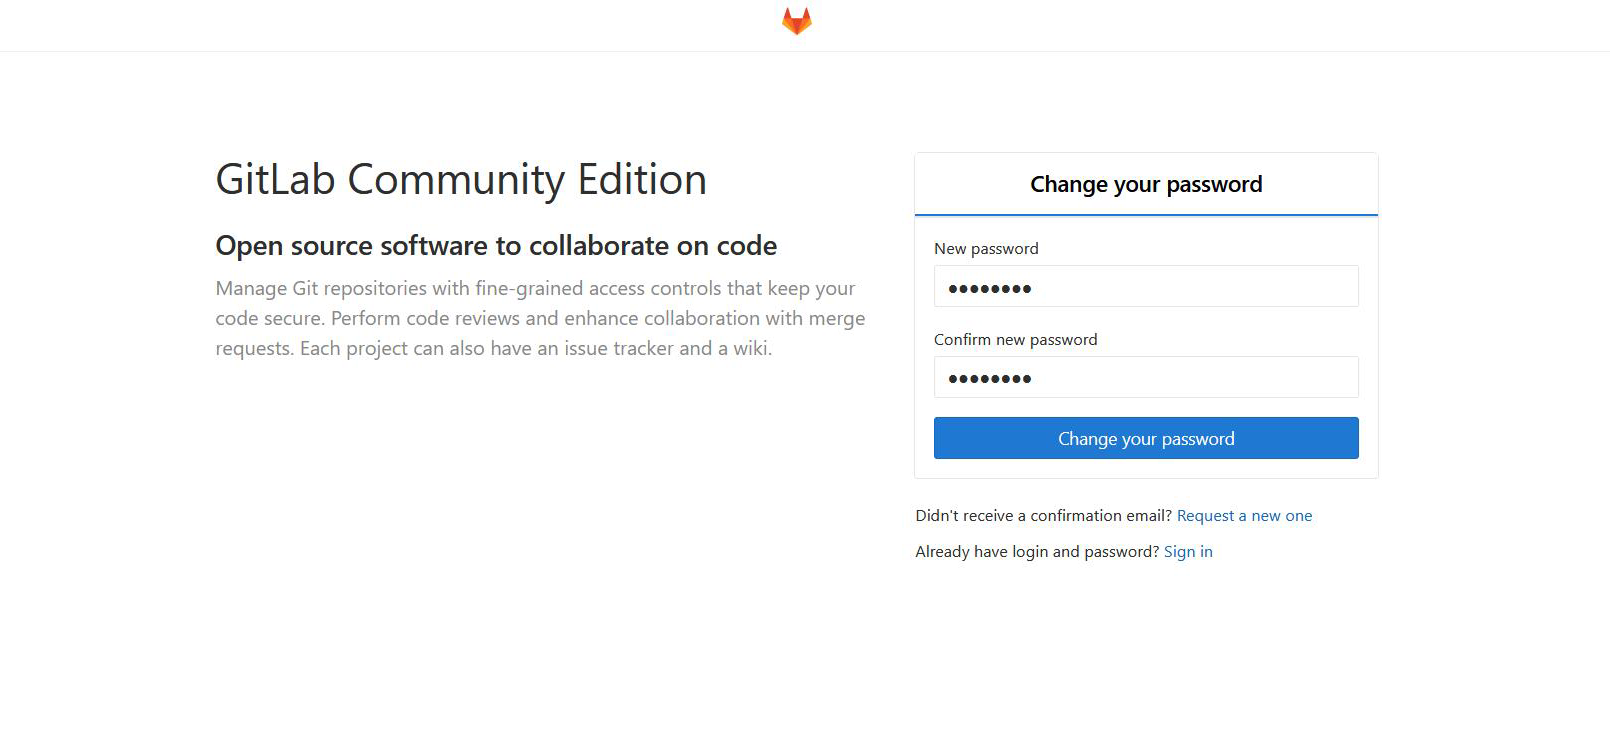 GitLab Community Edition
Open source software to collaborate on code
Manage Git repositories with fine-grained access controls that keep your
code secure. Perform code reviews and enhance collaboration with merge
requests. Each project can also have an issue tracker and a wiki.
Change your password
New password
●●●●●●●●
Confirm new password
●●●●●●●●
Change your password
Didn't receive a confirmation email? Request a new one
Already have login and password? Sign in